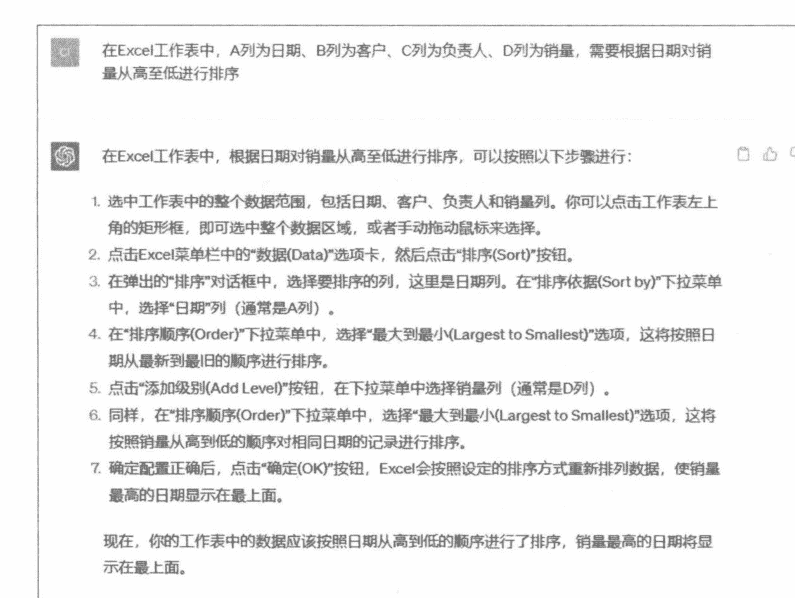 在Excel工作表中，A列为日期、B列为客户、C列为负责人、D列为销量，需要根据日期对销
量从高至低进行排序
在Excel工作表中，根据日期对销量从高至低进行排序，可以按照以下步骤进行：
1. 选中工作表中的整个数据范围，包括日期、客户、负责人和销量列。你可以点击工作表左上
角的矩形框，即可选中整个数据区域，或者手动拖动鼠标来选择。
2. 点击Excel菜单栏中的“数据(Data)”选项卡，然后点击“排序(Sort)”按钮。
3. 在弹出的“排序”对话框中，选择要排序的列，这里是日期列。在“排序依据(Sort by)”下拉菜单
中，选择“日期”列（通常是A列）。
4. 在“排序顺序(Order)”下拉菜单中，选择“最大到最小(Largest to Smallest)”选项，这将按照日
期从最新到最旧的顺序进行排序。
5. 点击“添加级别(Add Level)”按钮，在下拉菜单中选择销量列（通常是D列）。
6. 同样，在“排序顺序(Order)”下拉菜单中，选择“最大到最小(Largest to Smallest)”选项，这将
按照销量从高到低的顺序对相同日期的记录进行排序。
7. 确定配置正确后，点击“确定(OK)”按钮，Excel会按照设定的排序方式重新排列数据，使销量
最高的日期显示在最上面。
现在，你的工作表中的数据应该按照日期从高到低的顺序进行了排序，销量最高的日期将显
示在最上面。